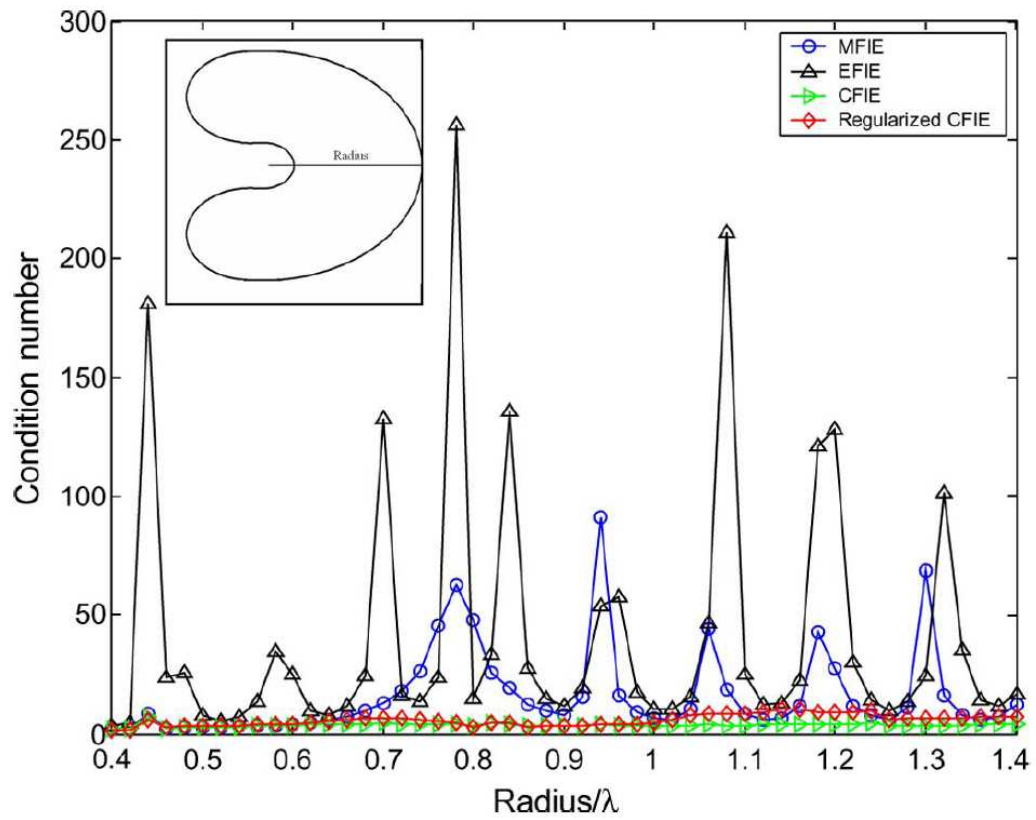 300
250
200
150
100
50
0
Condition number
Radius
MFIE
EFIE
CFIE
Regularized CFIE
0.4 0.5 0.6 0.7 0.8 0.9 1 1.1 1.2 1.3 1.4
Radius/λ